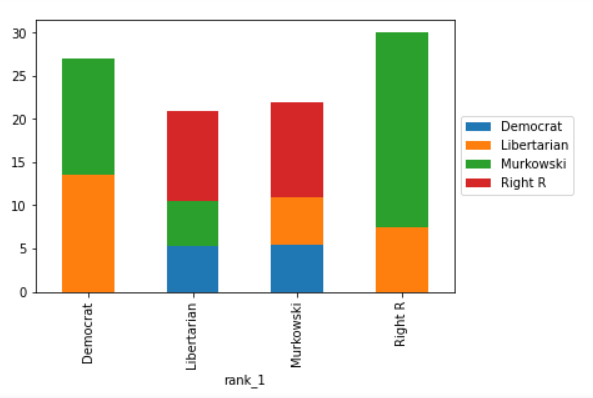 30
25
20
15
10
5
0
Democrat
Libertarian
Murkowski
Right R
rank_1
Democrat
Libertarian
Murkowski
Right R